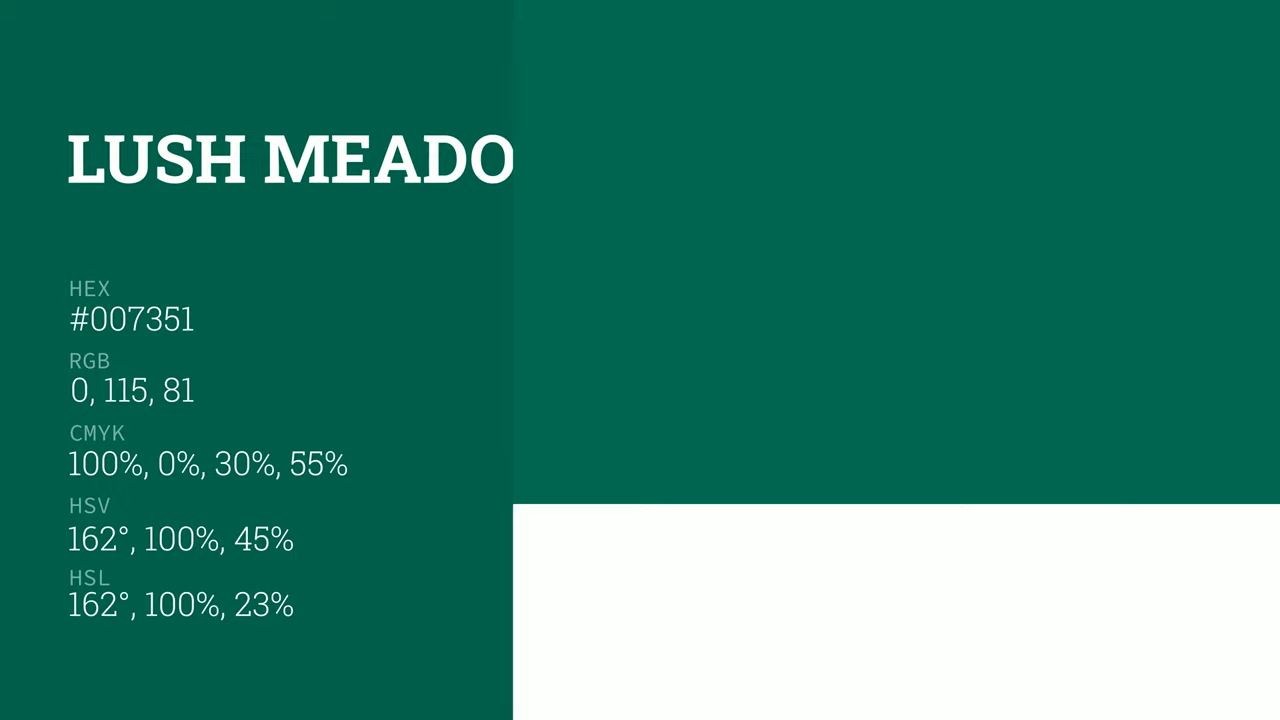 LUSH MEADO
HEX
#007351
RGB
0, 115, 81
CMYK
100%, 0%, 30%, 55%
HSV
162°, 100%, 45%
HSL
162°, 100%, 23%